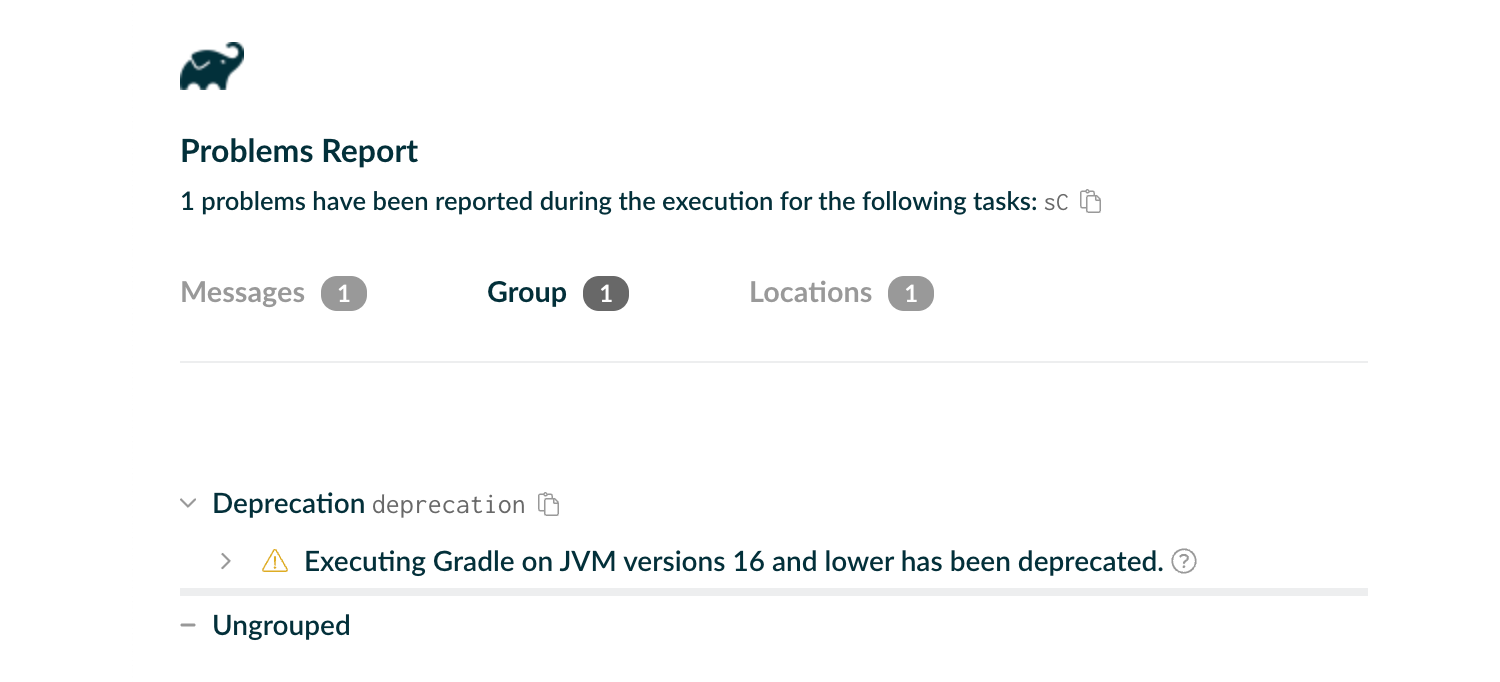 Problems Report
1 problems have been reported during the execution for the following tasks: sC
Messages 1 Group 1 Locations 1
Deprecation deprecation
Executing Gradle on JVM versions 16 and lower has been deprecated.
Ungrouped